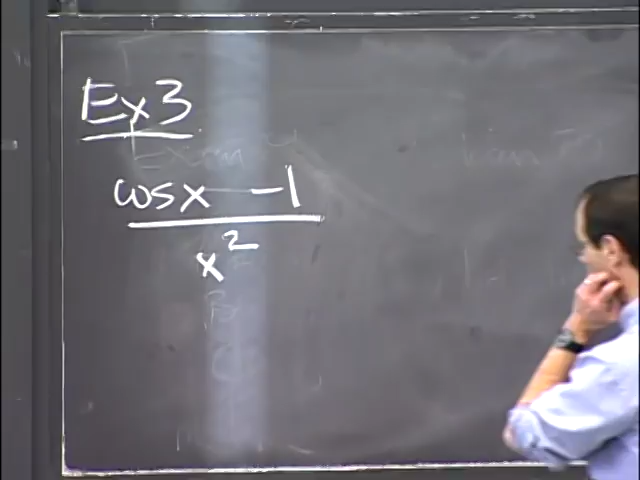 Ex 3
cos x - 1
x²